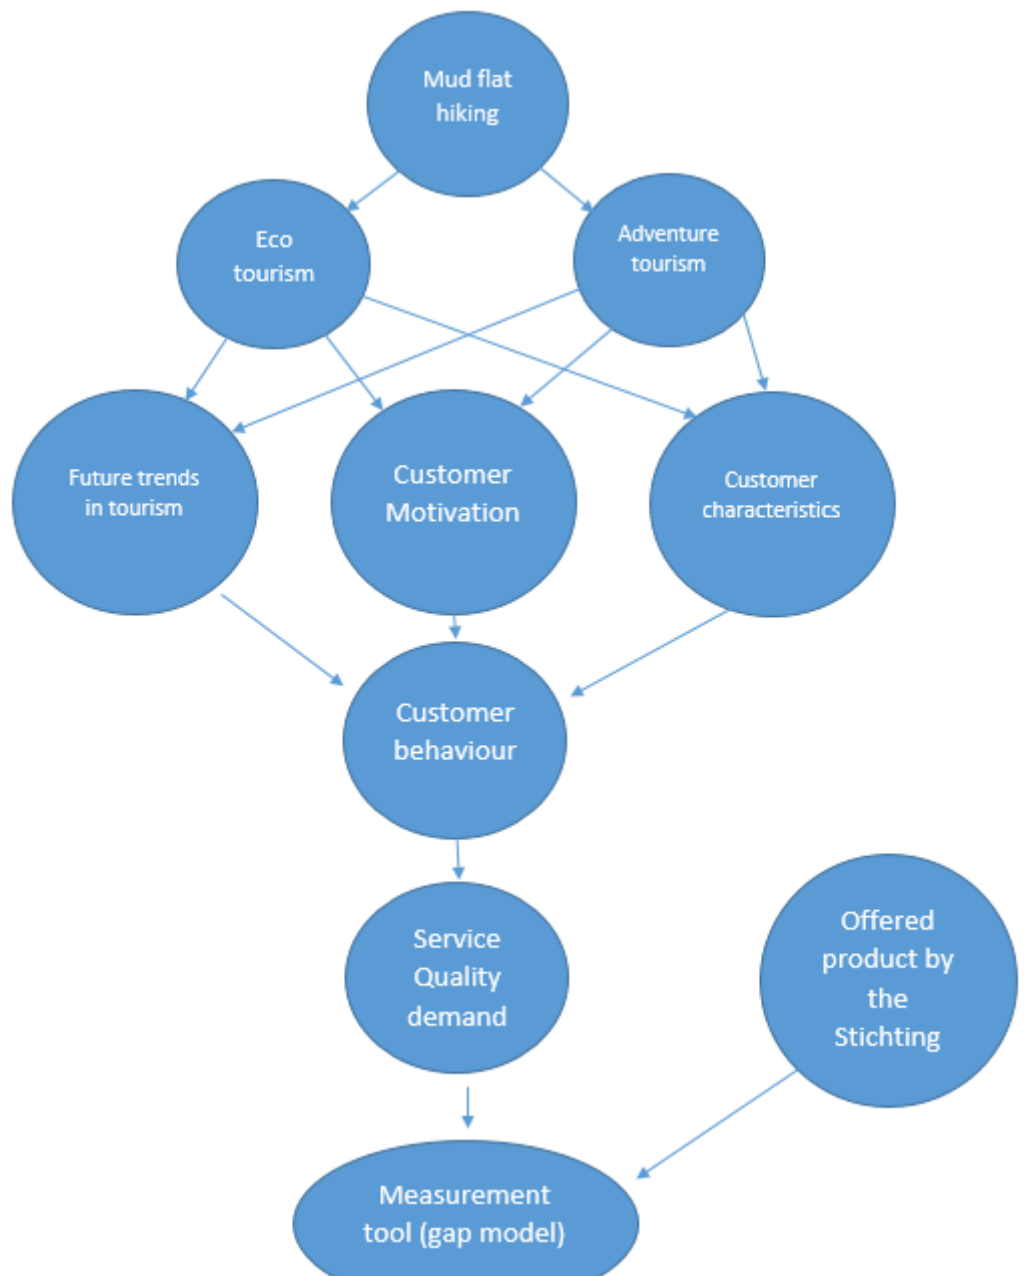 Mud flat
hiking
Eco
tourism
Adventure
tourism
Future trends
in tourism
Customer
Motivation
Customer
characteristics
Customer
behaviour
Service
Quality
demand
Offered
product by
the
Stichting
Measurement
tool (gap model)